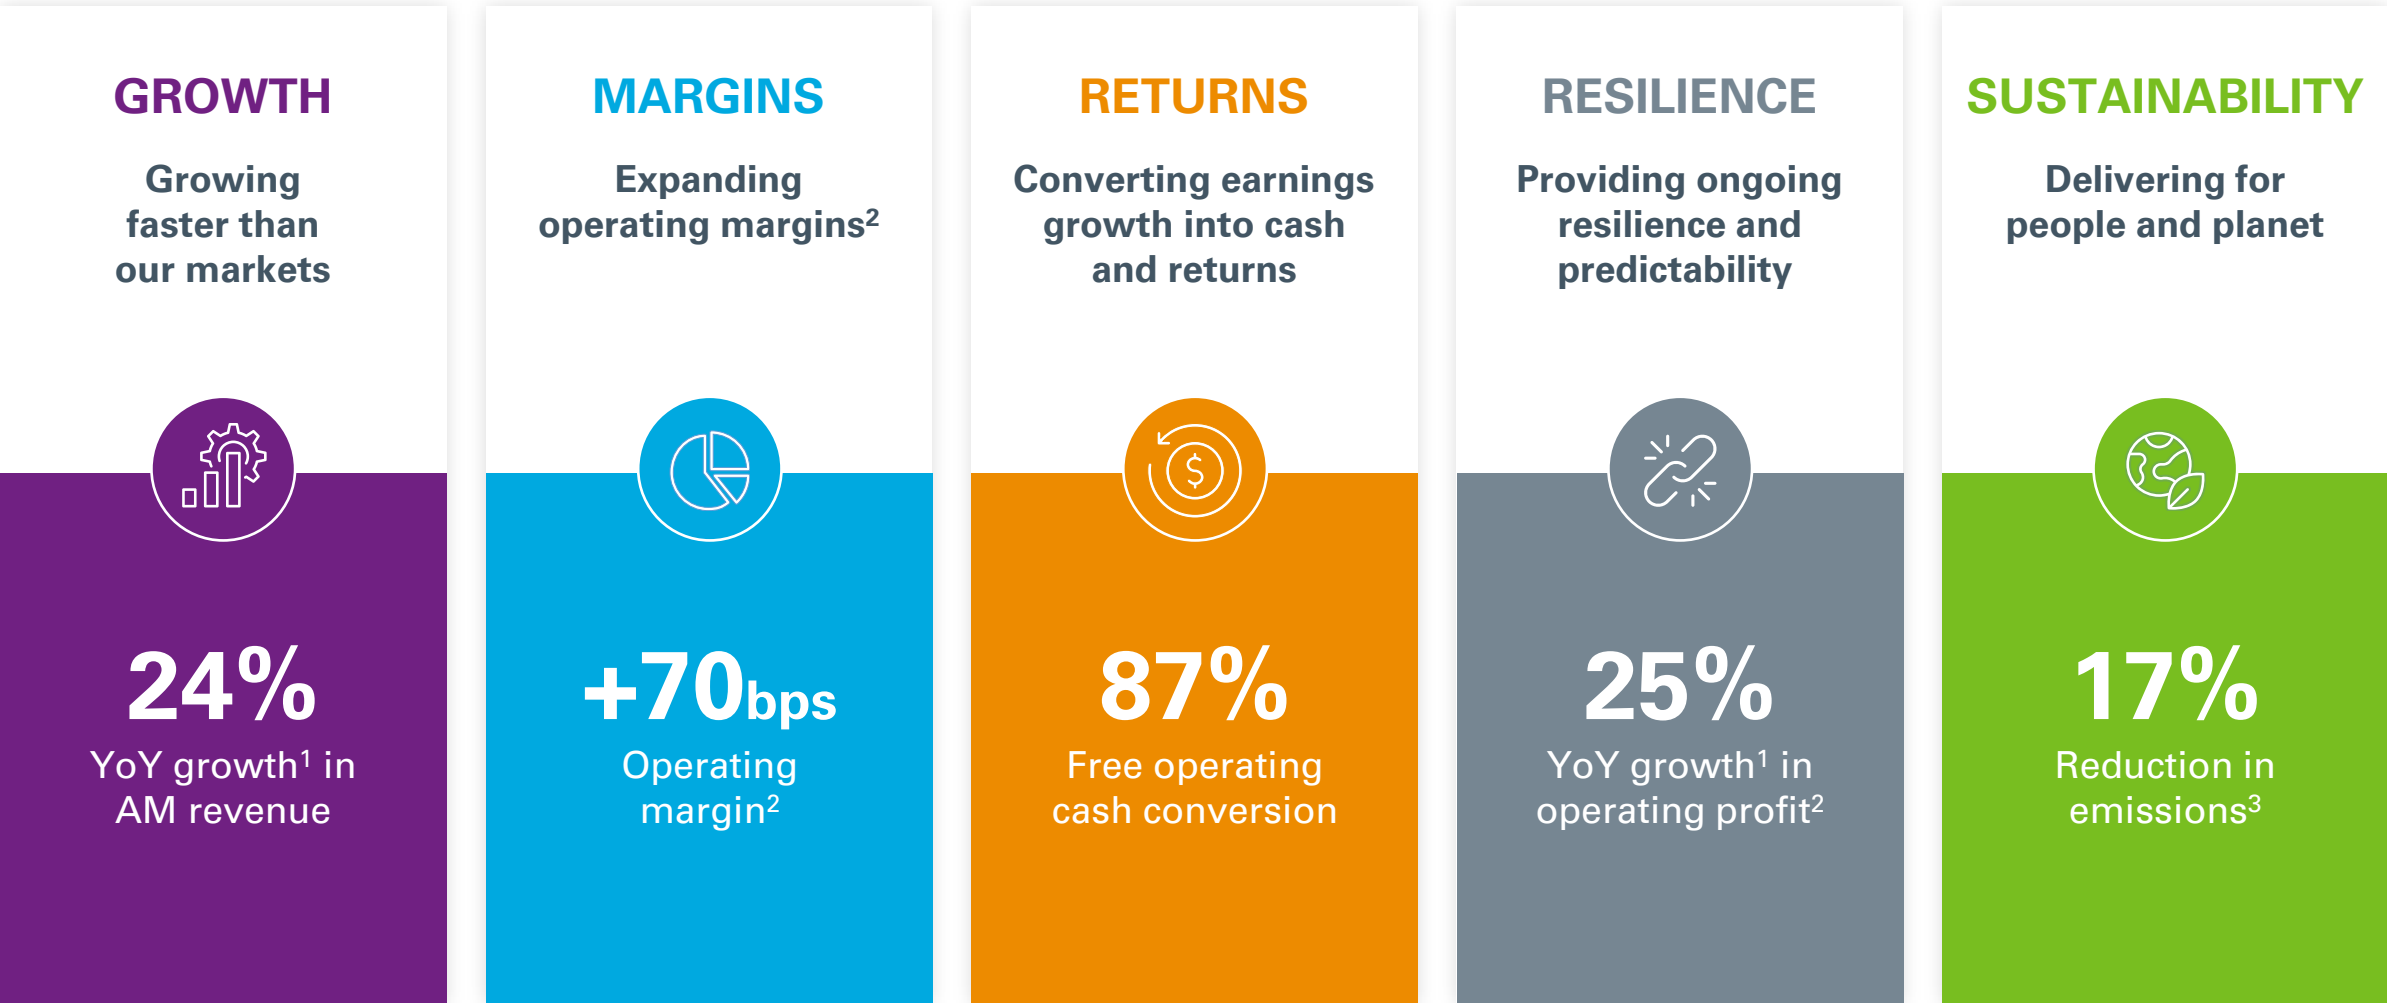 GROWTH
Growing
faster than
our markets
24%
YoY growth¹ in
AM revenue
MARGINS
Expanding
operating margins²
+70bps
Operating
margin²
RETURNS
Converting earnings
growth into cash
and returns
$
87%
Free operating
cash conversion
RESILIENCE
Providing ongoing
resilience and
predictability
25%
YoY growth¹ in
operating profit²
SUSTAINABILITY
Delivering for
people and planet
17%
Reduction in
emissions³